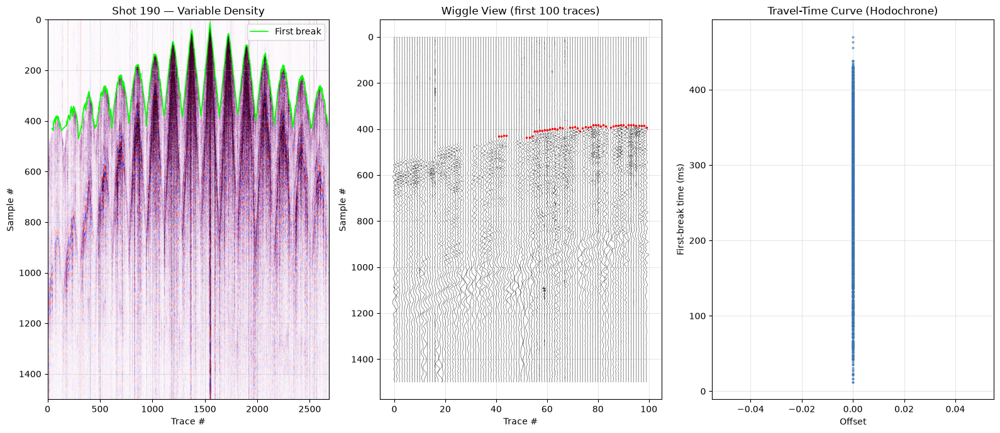 Shot 190 — Variable Density
First break
0
200
400
600
800
1000
1200
1400
Sample #
0 500 1000 1500 2000 2500
Trace #
Wiggle View (first 100 traces)
0
200
400
600
800
1000
1200
1400
Sample #
0 20 40 60 80 100
Trace #
Travel-Time Curve (Hodochrone)
400
300
200
100
0
First-break time (ms)
−0.04 −0.02 0.00 0.02 0.04
Offset